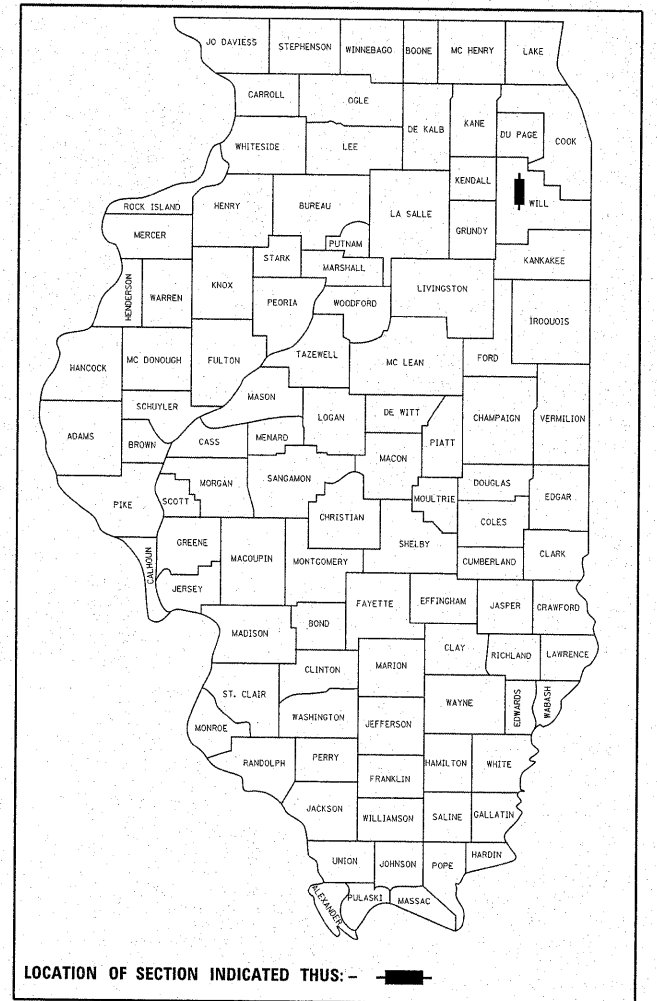 JO DAVIESS
STEPHENSON
WINNEBAGO
BOONE
MC HENRY
LAKE
CARROLL
OGLE
DE KALB
KANE
DU PAGE
COOK
WHITESIDE
LEE
KENDALL
WILL
ROCK ISLAND
HENRY
BUREAU
LA SALLE
GRUNDY
MERCER
PUTNAM
KANKAKEE
STARK
MARSHALL
HENDERSON
WARREN
KNOX
PEORIA
WOODFORD
LIVINGSTON
IROQUOIS
HANCOCK
MC DONOUGH
FULTON
TAZEWELL
MC LEAN
FORD
MASON
SCHUYLER
LOGAN
DE WITT
CHAMPAIGN
VERMILION
ADAMS
BROWN
CASS
MENARD
PIATT
MACON
SANGAMON
MORGAN
DOUGLAS
EDGAR
PIKE
SCOTT
MOULTRIE
CHRISTIAN
COLES
GREENE
SHELBY
CALHOUN
MACOUPIN
MONTGOMERY
CUMBERLAND
CLARK
JERSEY
FAYETTE
EFFINGHAM
JASPER
CRAWFORD
MADISON
BOND
CLAY
RICHLAND
LAWRENCE
CLINTON
MARION
ST. CLAIR
WAYNE
EDWARDS
WABASH
WASHINGTON
JEFFERSON
MONROE
RANDOLPH
PERRY
HAMILTON
WHITE
FRANKLIN
JACKSON
WILLIAMSON
SALINE
GALLATIN
UNION
JOHNSON
POPE
HARDIN
ALEXANDER
PULASKI
MASSAC
LOCATION OF SECTION INDICATED THUS: –